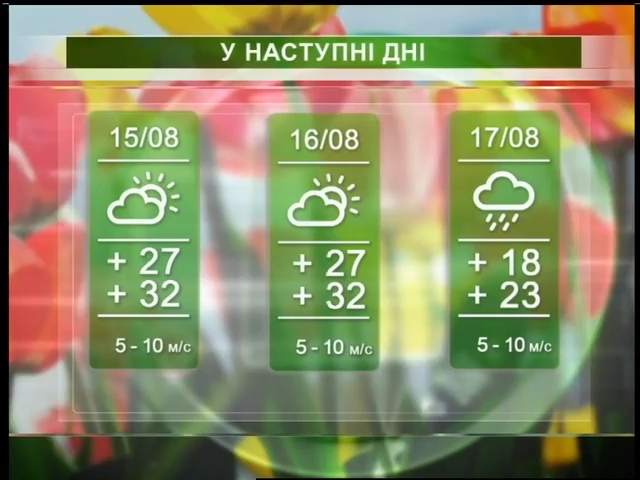 У НАСТУПНІ ДНІ
15/08
+ 27
+ 32
5 - 10 м/с
16/08
+ 27
+ 32
5 - 10 м/с
17/08
+ 18
+ 23
5 - 10 м/с